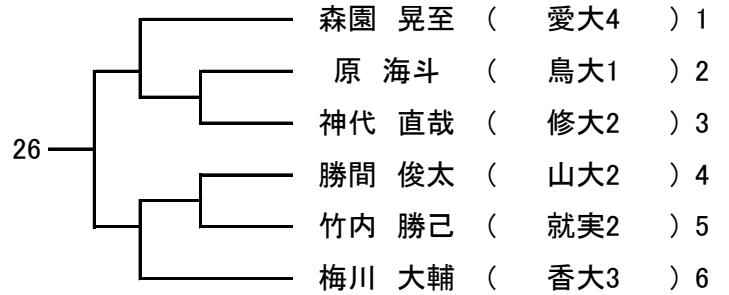 森園 晃至 ( 愛大4 ) 1
原 海斗 ( 鳥大1 ) 2
神代 直哉 ( 修大2 ) 3
26
勝間 俊太 ( 山大2 ) 4
竹内 勝己 ( 就実2 ) 5
梅川 大輔 ( 香大3 ) 6